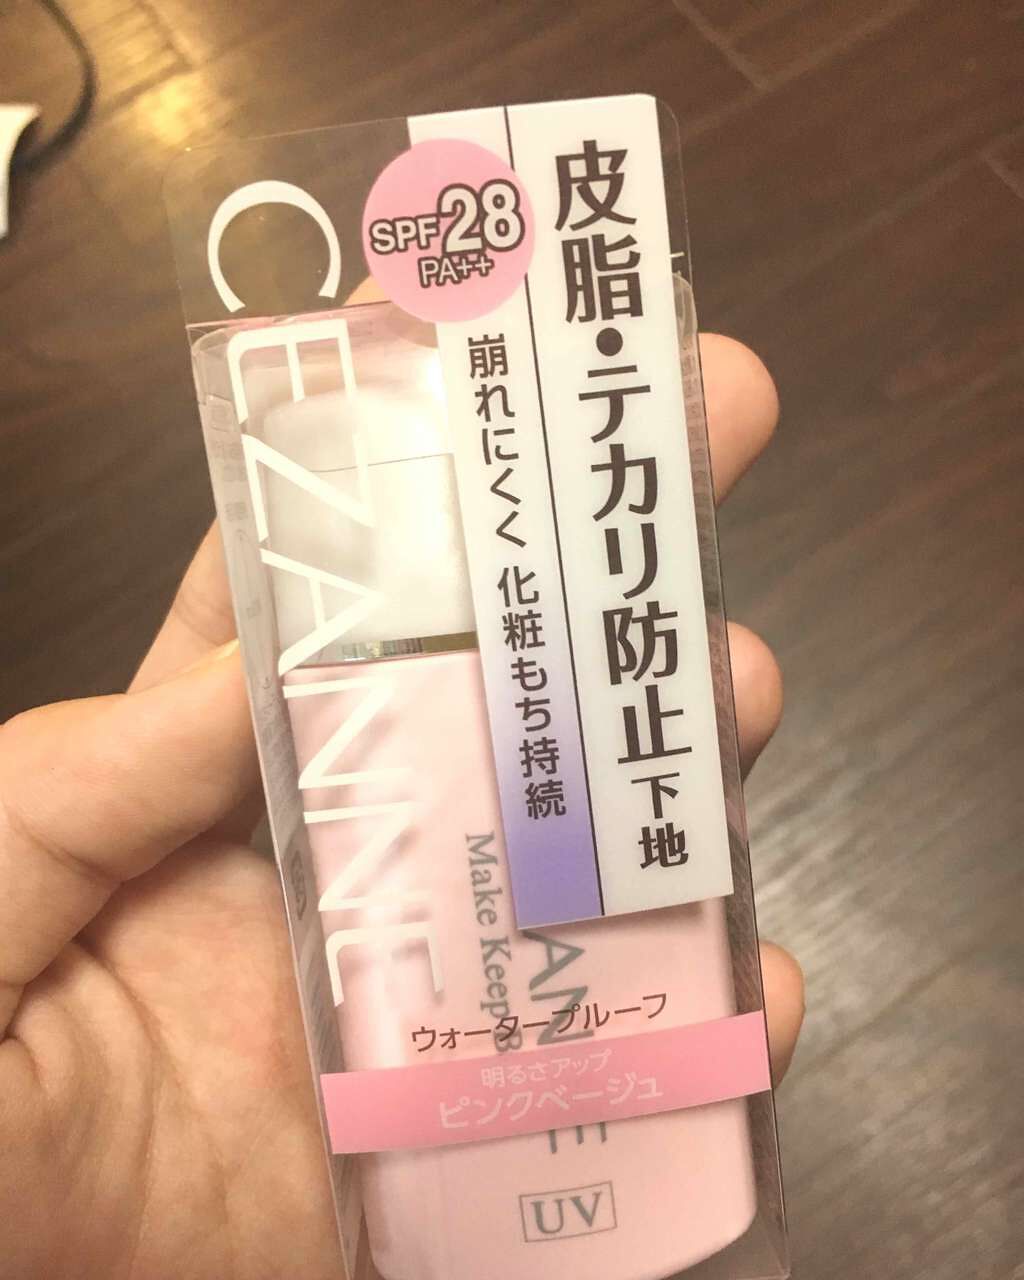 CEZANNE
SPF28
PA++
皮脂・テカリ防止下地
崩れにくく 化粧もち持続
Make Keep
ウォータープルーフ
明るさアップ
ピンクベージュ
UV